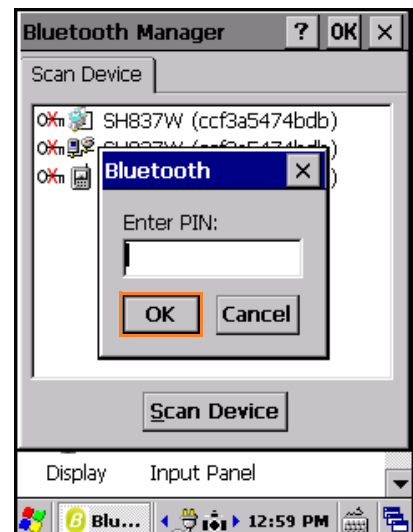 Bluetooth Manager ? OK ×
Scan Device
SH837W (ccf3a5474bdb)
Bluetooth ×
Enter PIN:
OK Cancel
Scan Device
Display Input Panel
Blu... 12:59 PM